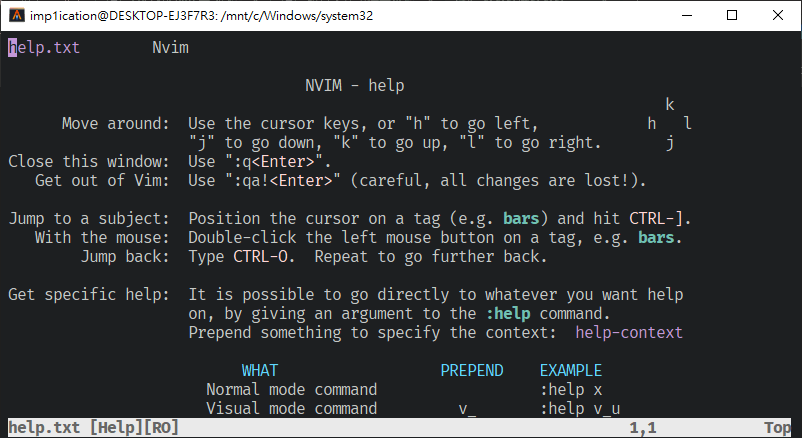 imp1ication@DESKTOP-EJ3F7R3: /mnt/c/Windows/system32
help.txt Nvim
NVIM - help
k
Move around: Use the cursor keys, or "h" to go left, h l
"j" to go down, "k" to go up, "l" to go right. j
Close this window: Use ":q<Enter>".
Get out of Vim: Use ":qa!<Enter>" (careful, all changes are lost!).
Jump to a subject: Position the cursor on a tag (e.g. bars) and hit CTRL-].
With the mouse: Double-click the left mouse button on a tag, e.g. bars.
Jump back: Type CTRL-O. Repeat to go further back.
Get specific help: It is possible to go directly to whatever you want help
on, by giving an argument to the :help command.
Prepend something to specify the context: help-context
WHAT PREPEND EXAMPLE
Normal mode command :help x
Visual mode command v_ :help v_u
help.txt [Help][RO] 1,1 Top